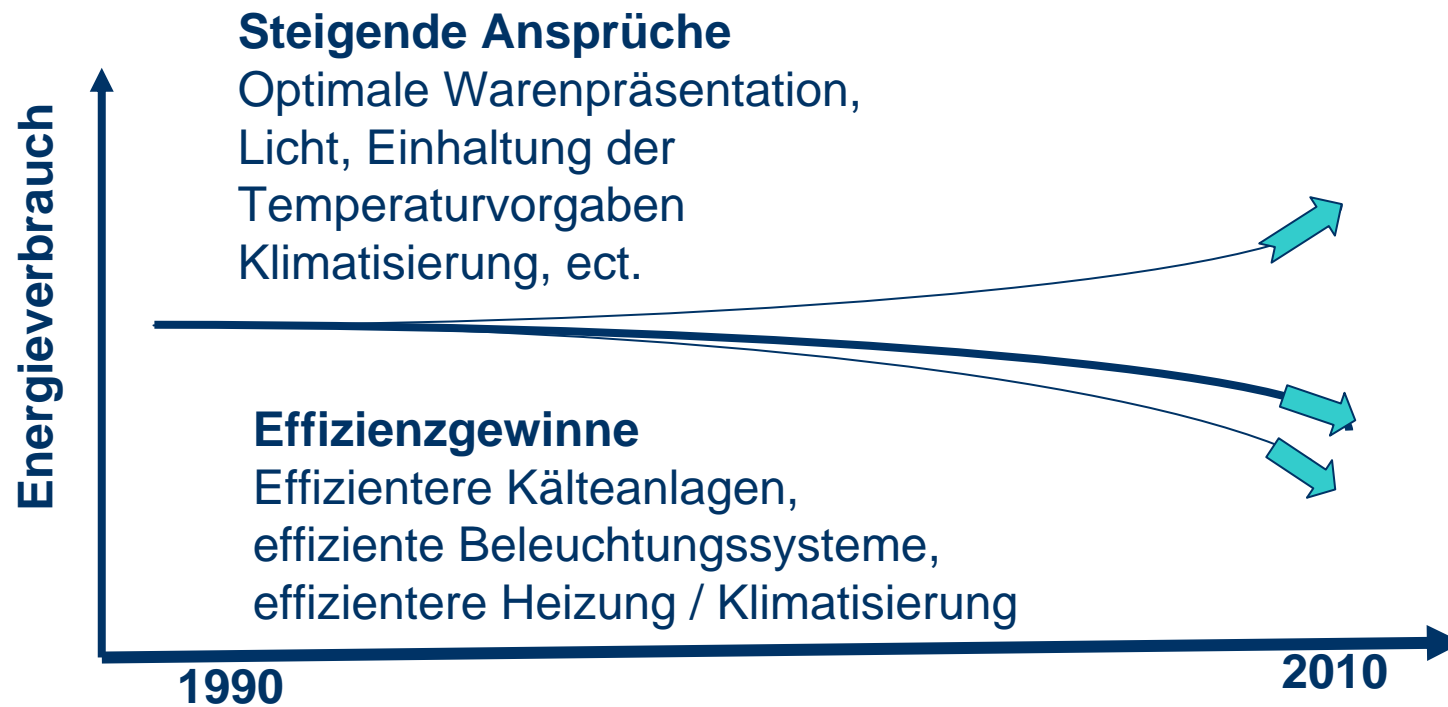 Steigende Ansprüche
Optimale Warenpräsentation,
Licht, Einhaltung der
Temperaturvorgaben
Klimatisierung, ect.
Energieverbrauch
Effizienzgewinne
Effizientere Kälteanlagen,
effiziente Beleuchtungssysteme,
effizientere Heizung / Klimatisierung
1990
2010